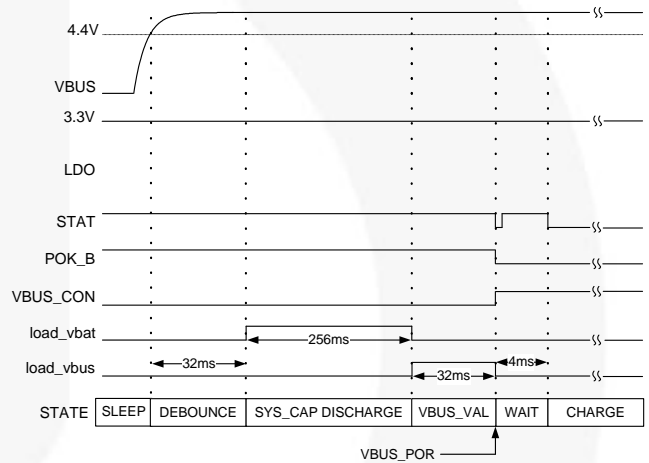 4.4V
VBUS
3.3V
LDO
STAT
POK_B
VBUS_CON
load_vbat
256ms
load_vbus
32ms
32ms
4ms
STATE
SLEEP
DEBOUNCE
SYS_CAP DISCHARGE
VBUS_VAL
WAIT
CHARGE
VBUS_POR